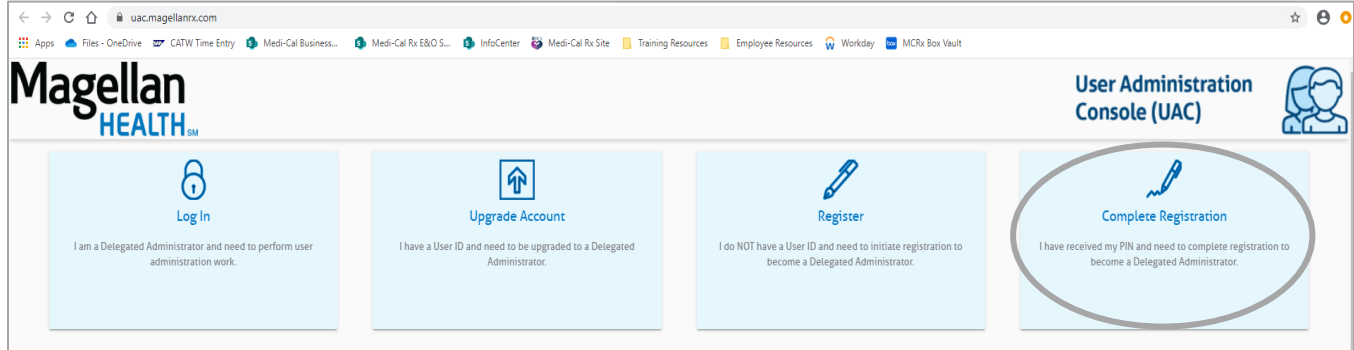 uac.magellanrx.com
Apps Files - OneDrive CATW Time Entry Medi-Cal Business... Medi-Cal Rx E&O S... InfoCenter Medi-Cal Rx Site Training Resources Employee Resources Workday MCRx Box Vault
Magellan
HEALTH SM
User Administration
Console (UAC)
Log In
I am a Delegated Administrator and need to perform user
administration work.
Upgrade Account
I have a User ID and need to be upgraded to a Delegated
Administrator.
Register
I do NOT have a User ID and need to initiate registration to
become a Delegated Administrator.
Complete Registration
I have received my PIN and need to complete registration to
become a Delegated Administrator.